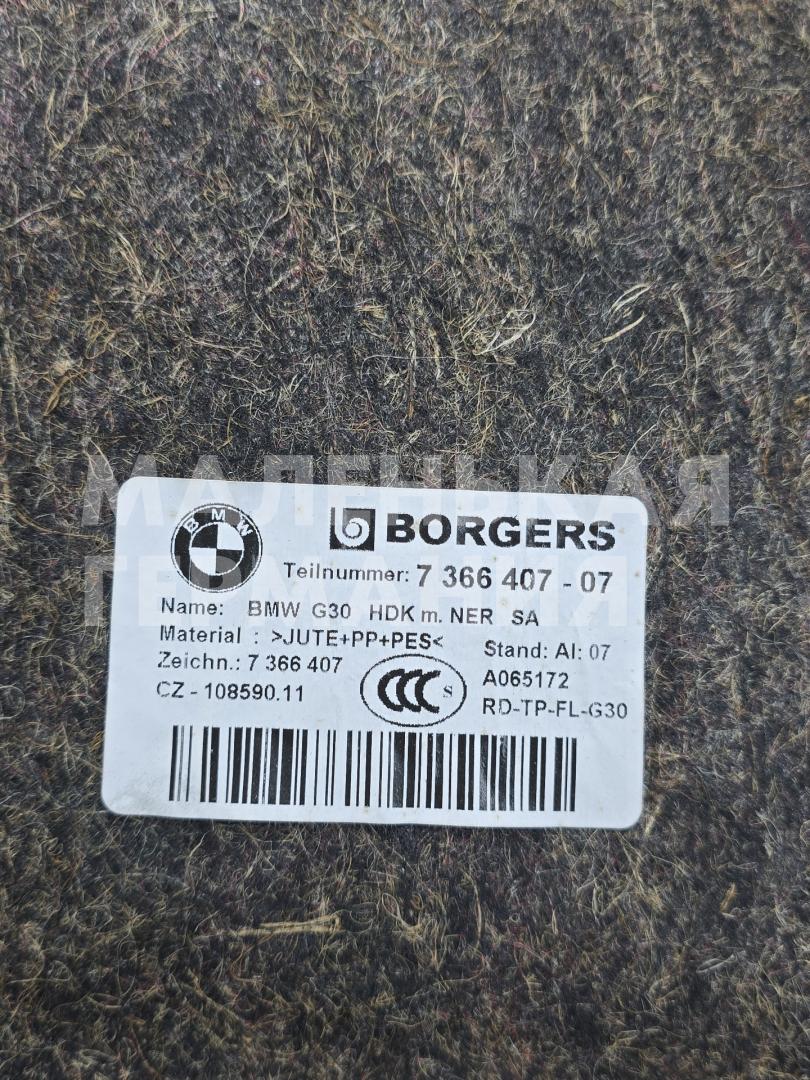 МАЛЕНЬКАЯ
ГЕРМАНИЯ
BMW
BORGERS
Teilnummer: 7 366 407 - 07
Name: BMW G30 HDK m. NER SA
Material : >JUTE+PP+PES<
Stand: AI: 07
Zeichn.: 7 366 407
A065172
CZ - 108590.11
CCC S
RD-TP-FL-G30